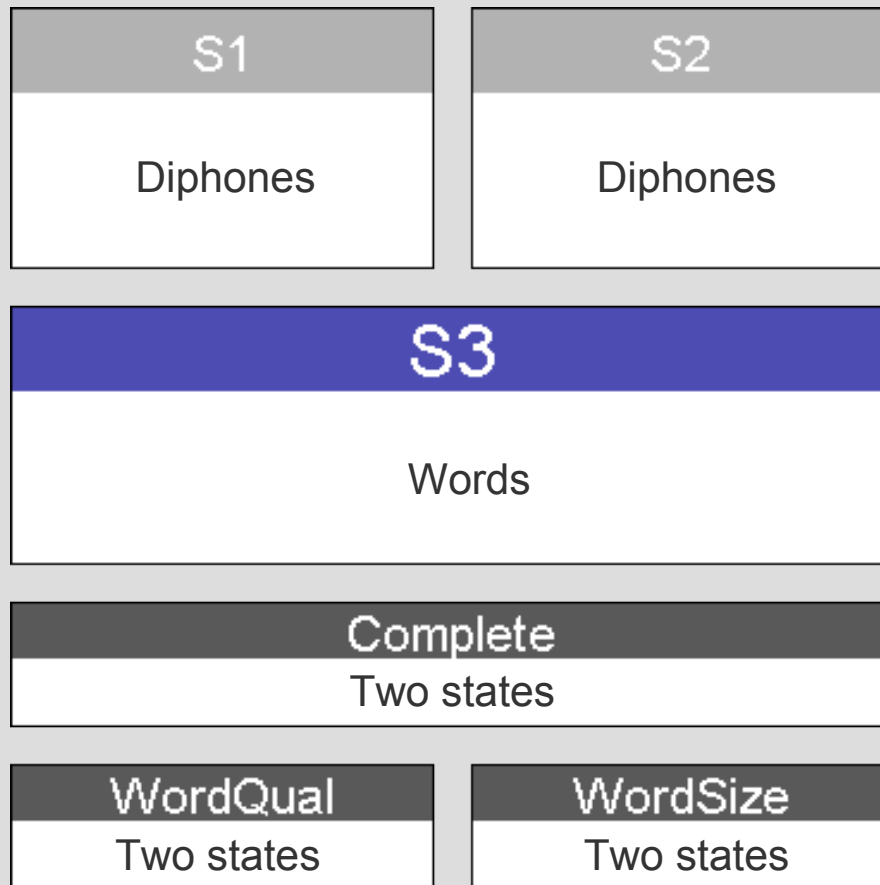 S1
S2
Diphones
Diphones
S3
Words
Complete
Two states
WordQual
WordSize
Two states
Two states